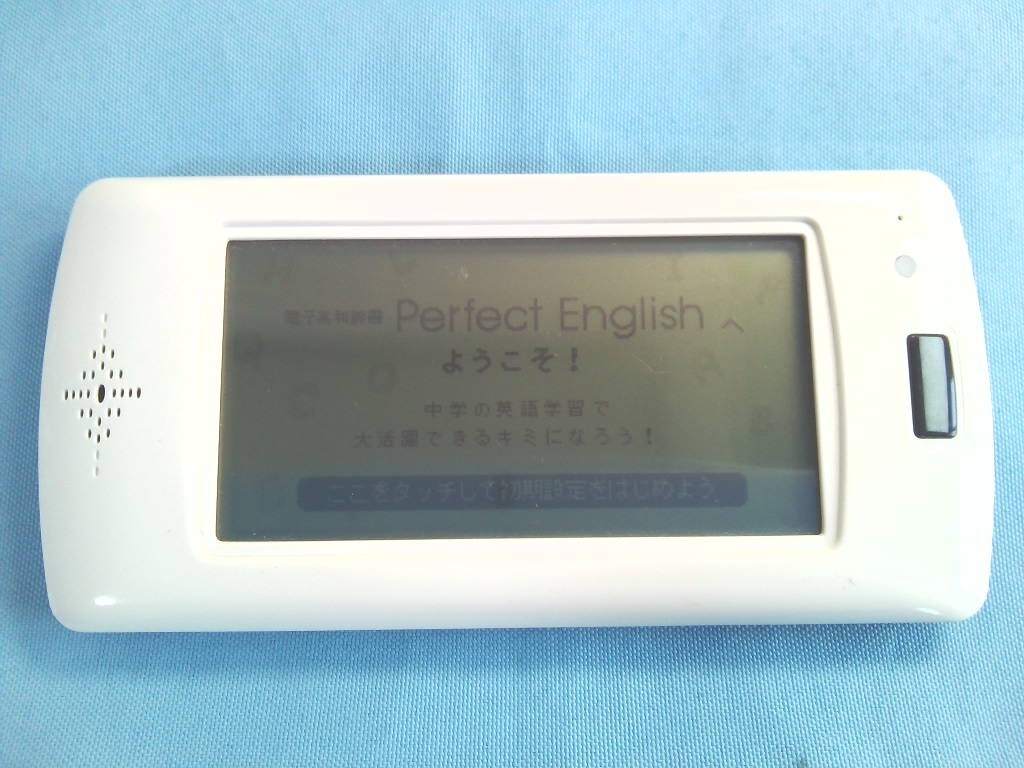 電子英和辞書 Perfect English へ
ようこそ！
中学の英語学習で
大活躍できるキミになろう！
ここをタッチして初期設定をはじめよう